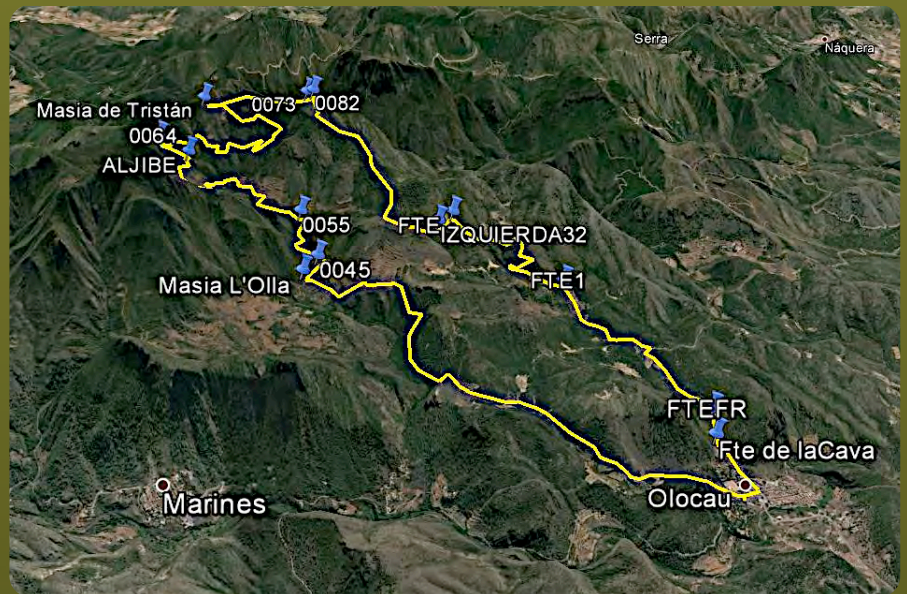 Serra
Náquera
Masia de Tristán
0073
0082
0064
ALJIBE
0055
FTE
IZQUIERDA32
0045
FTE1
Masia L'Olla
FTEFR
Fte de laCava
Olocau
Marines